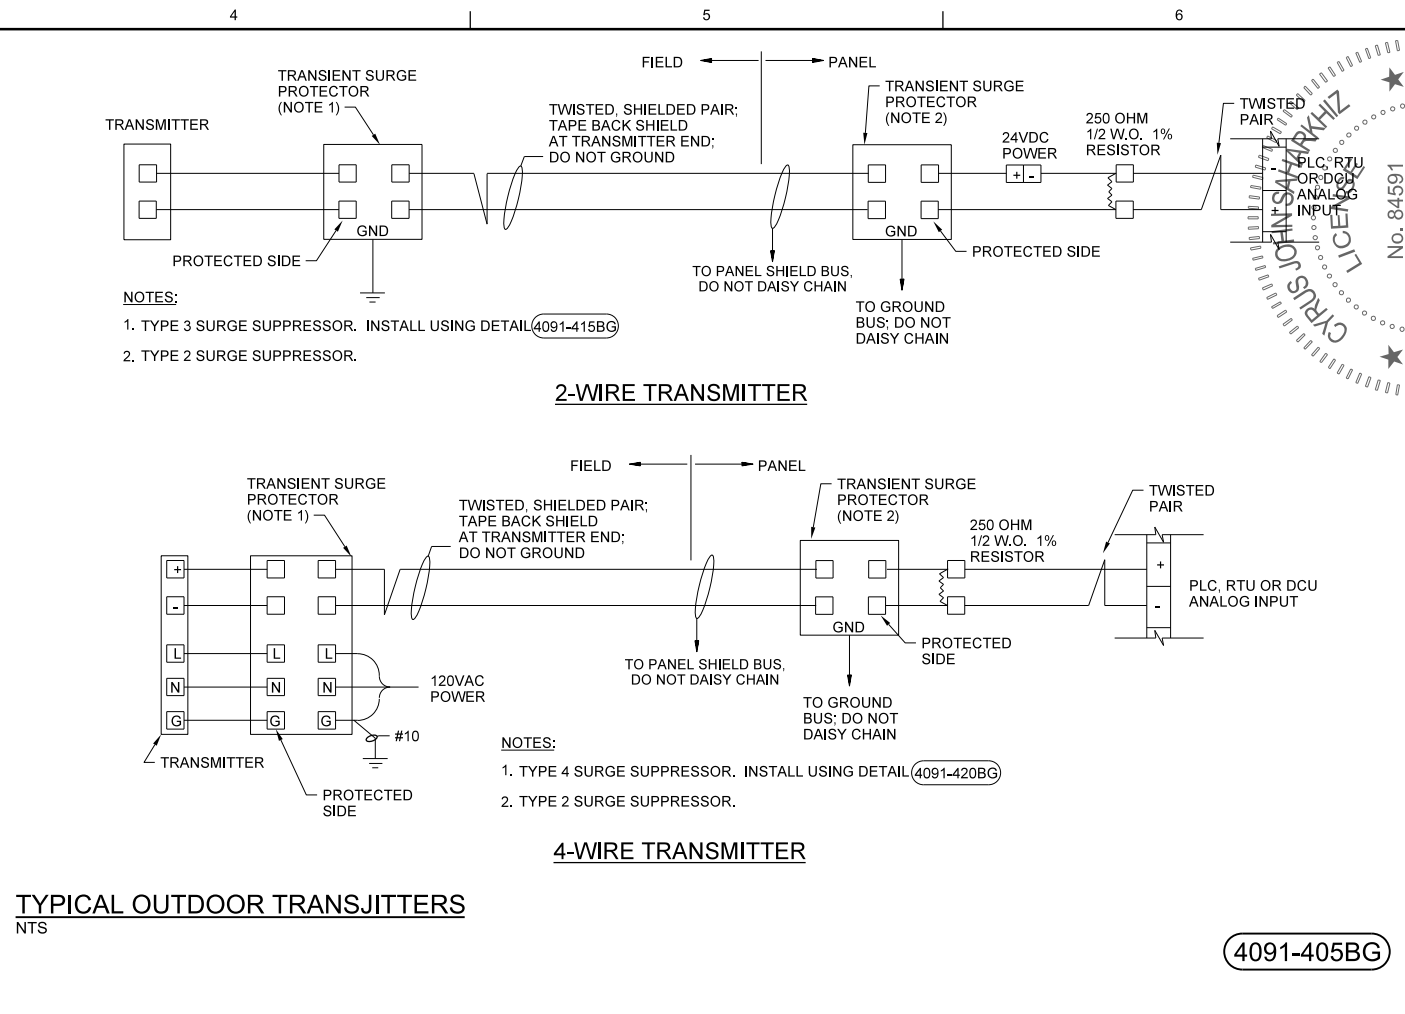 4
5
6
FIELD
PANEL
TRANSIENT SURGE
PROTECTOR
(NOTE 1)
TRANSMITTER
TWISTED, SHIELDED PAIR;
TAPE BACK SHIELD
AT TRANSMITTER END;
DO NOT GROUND
TRANSIENT SURGE
PROTECTOR
(NOTE 2)
24VDC
POWER
+ -
250 OHM
1/2 W.O. 1%
RESISTOR
TWISTED
PAIR
-
+
PLC, RTU
OR DCU
ANALOG
INPUT
GND
GND
PROTECTED SIDE
PROTECTED SIDE
TO PANEL SHIELD BUS,
DO NOT DAISY CHAIN
TO GROUND
BUS; DO NOT
DAISY CHAIN
NOTES:
1. TYPE 3 SURGE SUPPRESSOR. INSTALL USING DETAIL 4091-415BG
2. TYPE 2 SURGE SUPPRESSOR.
2-WIRE TRANSMITTER
CYRUS JOHN SAHARKHIZ
LICENSE
No. 84591
FIELD
PANEL
TRANSIENT SURGE
PROTECTOR
(NOTE 1)
TWISTED, SHIELDED PAIR;
TAPE BACK SHIELD
AT TRANSMITTER END;
DO NOT GROUND
TRANSIENT SURGE
PROTECTOR
(NOTE 2)
250 OHM
1/2 W.O. 1%
RESISTOR
TWISTED
PAIR
+
-
PLC, RTU OR DCU
ANALOG INPUT
+
-
L L L
N N N
G G G
GND
PROTECTED
SIDE
TO PANEL SHIELD BUS,
DO NOT DAISY CHAIN
120VAC
POWER
TO GROUND
BUS; DO NOT
DAISY CHAIN
#10
TRANSMITTER
PROTECTED
SIDE
NOTES:
1. TYPE 4 SURGE SUPPRESSOR. INSTALL USING DETAIL 4091-420BG
2. TYPE 2 SURGE SUPPRESSOR.
4-WIRE TRANSMITTER
TYPICAL OUTDOOR TRANSJITTERS
NTS
4091-405BG